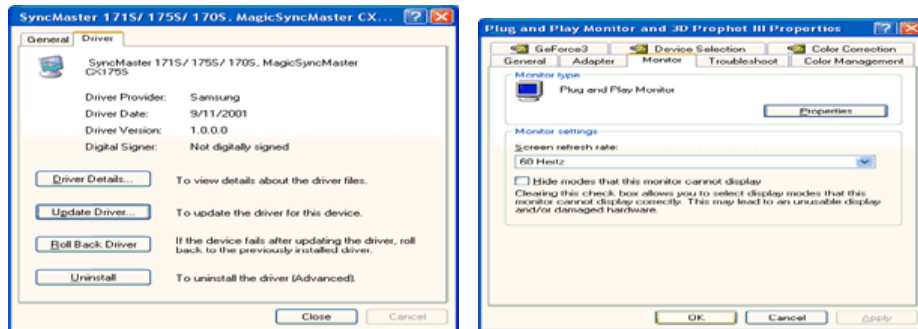 SyncMaster 171S/ 175S/ 170S, MagicSyncMaster CX...
General
Driver
SyncMaster 171S/ 175S/ 170S, MagicSyncMaster
CX175S
Driver Provider: Samsung
Driver Date: 9/11/2001
Driver Version: 1.0.0.0
Digital Signer: Not digitally signed
Driver Details... To view details about the driver files.
Update Driver... To update the driver for this device.
Roll Back Driver If the device fails after updating the driver, roll
back to the previously installed driver.
Uninstall To uninstall the driver (Advanced).
Close Cancel
Plug and Play Monitor and 3D Prophet III Properties
GeForce3 Device Selection Color Correction
General Adapter Monitor Troubleshoot Color Management
Monitor type
Plug and Play Monitor
Properties
Monitor settings
Screen refresh rate:
60 Hertz
Hide modes that this monitor cannot display
Clearing this check box allows you to select display modes that this
monitor cannot display correctly. This may lead to an unusable display
and/or damaged hardware.
OK Cancel Apply